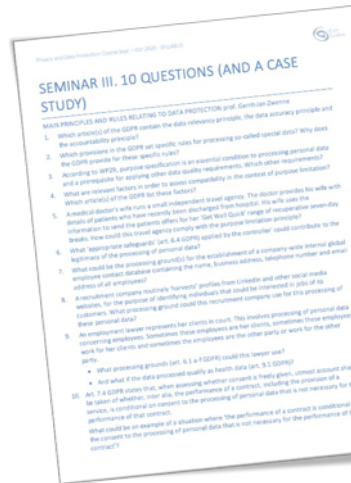 SEMINAR III. 10 QUESTIONS (AND A CASE
STUDY)
MAIN PRINCIPLES AND RULES RELATING TO DATA PROTECTION prof. Gerrit-Jan Zwenne
1. Which article(s) of the GDPR contain the data relevancy principle, the data accuracy principle and
the accountability principle?
2. Which provisions in the GDPR set specific rules for processing so-called special data? Why does
the GDPR provide for these specific rules?
3. According to WP29, purpose specification is an essential condition to processing personal data
and a prerequisite for applying other data quality requirements. Which other requirements?
4. What are relevant factors in order to assess compatibility in the context of purpose limitation?
Which article(s) of the GDPR list these factors?
5. A medical doctor's wife runs a small independent travel agency. The doctor provides his wife with
details of patients who have recently been discharged from hospital. His wife uses the
information to send the patients offers for her 'Get Well Quick' range of recuperative seven-day
breaks. How could this travel agency comply with the purpose limitation principle?
6. What 'appropriate safeguards' (art. 6.4 GDPR) applied by the controller' could contribute to the
legitimacy of the processing of personal data?
7. What could be the processing ground(s) for the establishment of a company-wide internal global
employee contact database containing the name, business address, telephone number and email
address of all employees?
8. A recruitment company routinely 'harvests' profiles from LinkedIn and other social media
websites, for the purpose of identifying individuals that could be interested in jobs of its
customers. What processing ground could this recruitment company use for this processing of
these personal data?
9. An employment lawyer represents her clients in court. This involves processing of personal data
concerning employees. Sometimes these employees are her clients, sometimes these employees
work for her clients and sometimes the employees are the other party or work for the other
party.
• What processing grounds (art. 6.1 a-f GDPR) could this lawyer use?
• And what if the data processed qualify as health data (art. 9.1 GDPR)?
10. Art. 7.4 GDPR states that, when assessing whether consent is freely given, utmost account shall
be taken of whether, inter alia, the performance of a contract, including the provision of a
service, is conditional on consent to the processing of personal data that is not necessary for the
performance of that contract.
What could be an example of a situation where 'the performance of a contract is conditional
the consent to the processing of personal data that is not necessary for the performance of
contract'?